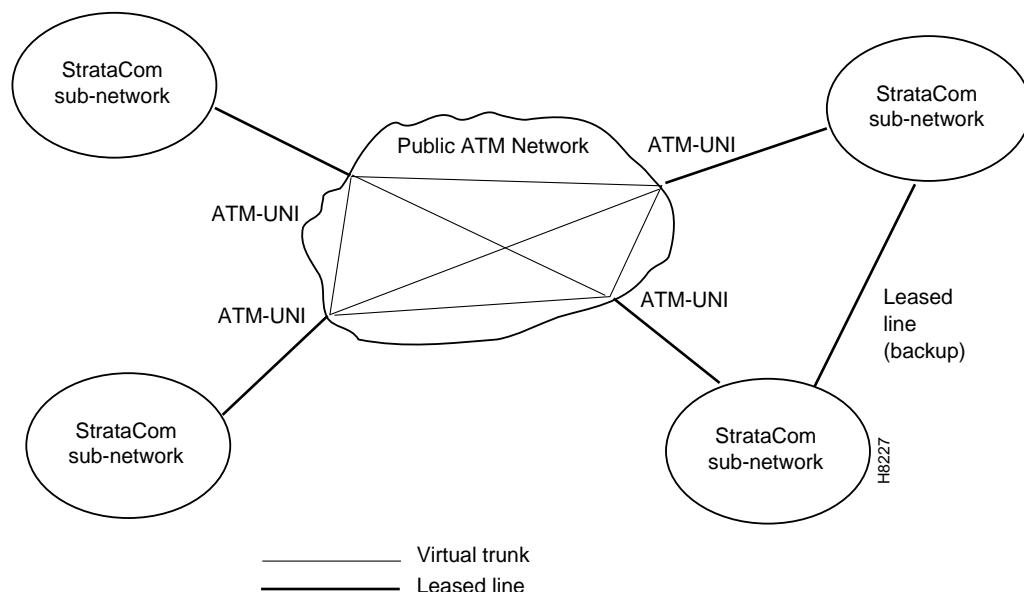 StrataCom
sub-network
StrataCom
sub-network
Public ATM Network
ATM-UNI
ATM-UNI
ATM-UNI
ATM-UNI
Leased
line
(backup)
StrataCom
sub-network
StrataCom
sub-network
H8227
Virtual trunk
Leased line